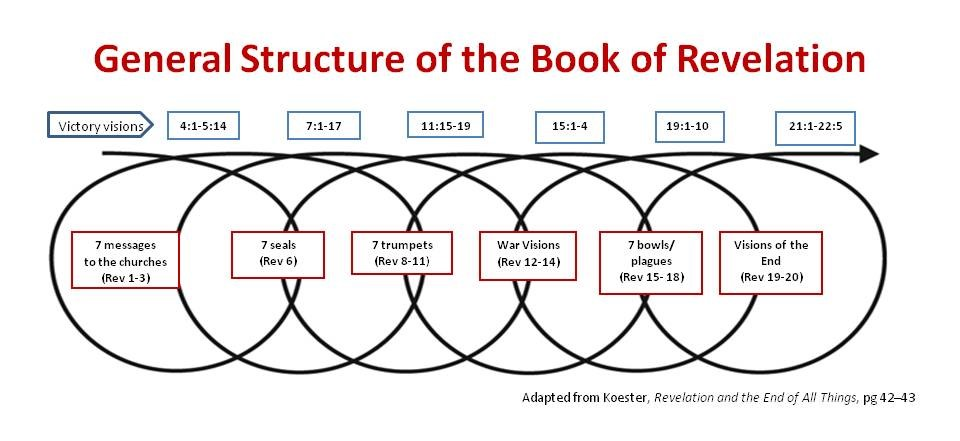 General Structure of the Book of Revelation
Victory visions
4:1-5:14
7:1-17
11:15-19
15:1-4
19:1-10
21:1-22:5
7 messages
to the churches
(Rev 1-3)
7 seals
(Rev 6)
7 trumpets
(Rev 8-11)
War Visions
(Rev 12-14)
7 bowls/
plagues
(Rev 15- 18)
Visions of the
End
(Rev 19-20)
Adapted from Koester, Revelation and the End of All Things, pg 42–43